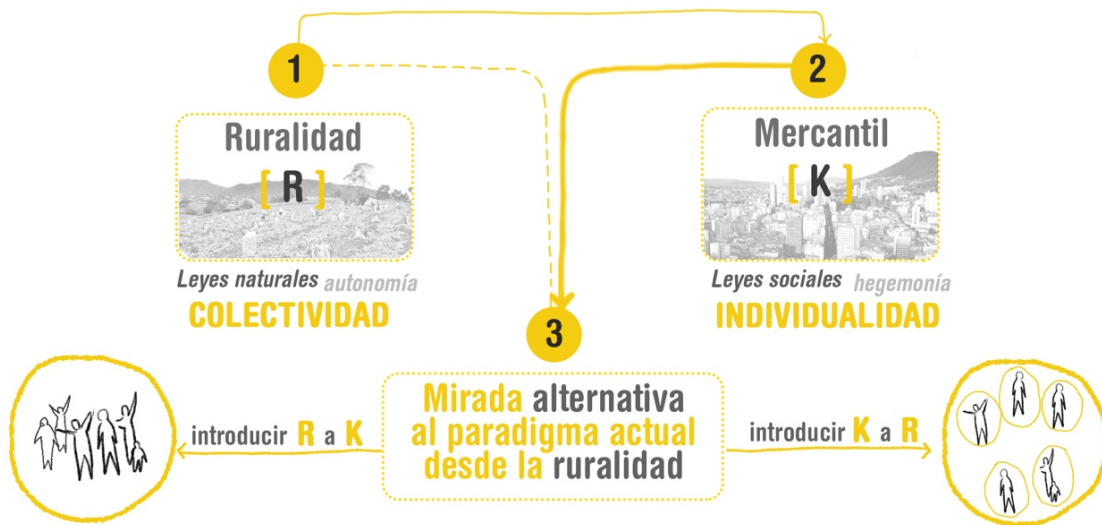 1
2
Ruralidad
[ R ]
Mercantil
[ K ]
Leyes naturales autonomía
COLECTIVIDAD
Leyes sociales hegemonía
INDIVIDUALIDAD
3
Mirada alternativa
al paradigma actual
desde la ruralidad
introducir R a K
introducir K a R